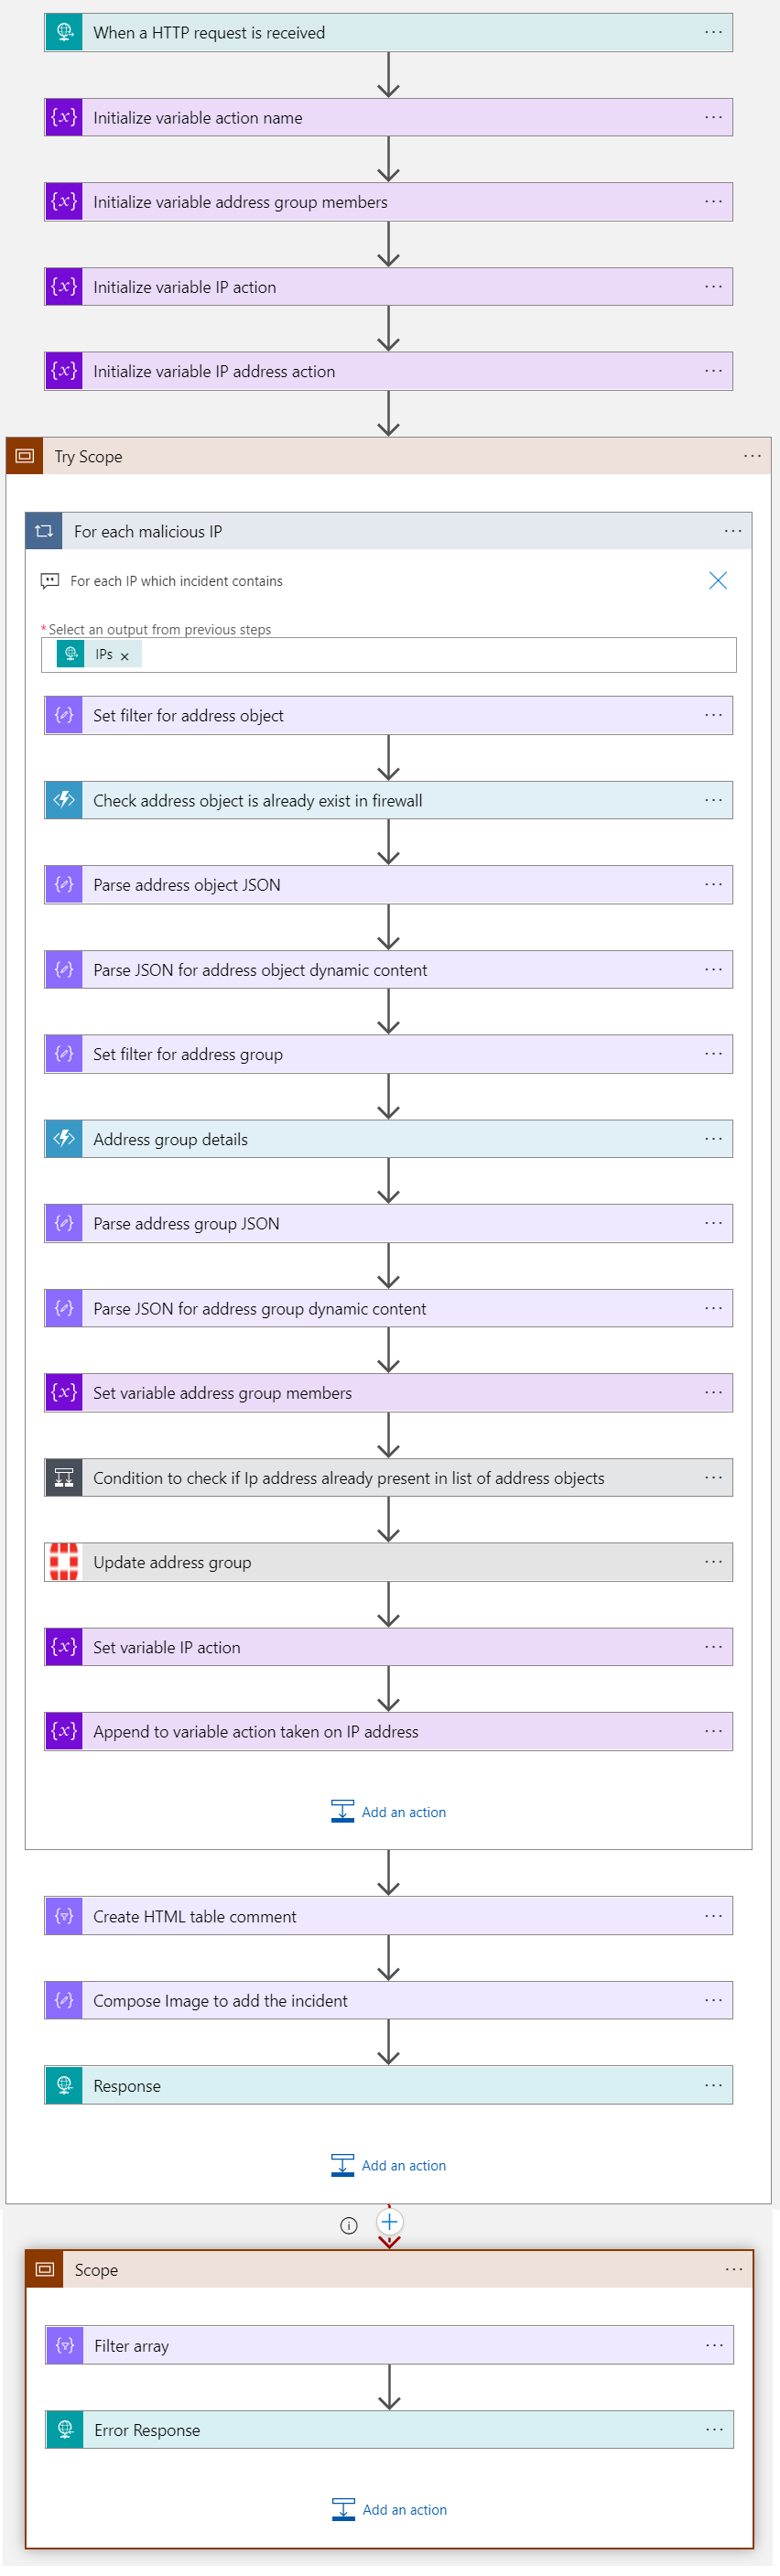 When a HTTP request is received
Initialize variable action name
Initialize variable address group members
Initialize variable IP action
Initialize variable IP address action
Try Scope
For each malicious IP
For each IP which incident contains
*Select an output from previous steps
IPs ×
Set filter for address object
Check address object is already exist in firewall
Parse address object JSON
Parse JSON for address object dynamic content
Set filter for address group
Address group details
Parse address group JSON
Parse JSON for address group dynamic content
{x} Set variable address group members
Condition to check if Ip address already present in list of address objects
Update address group
Set variable IP action
Append to variable action taken on IP address
Add an action
Create HTML table comment
Compose Image to add the incident
Response
Add an action
Scope
Filter array
Error Response
Add an action